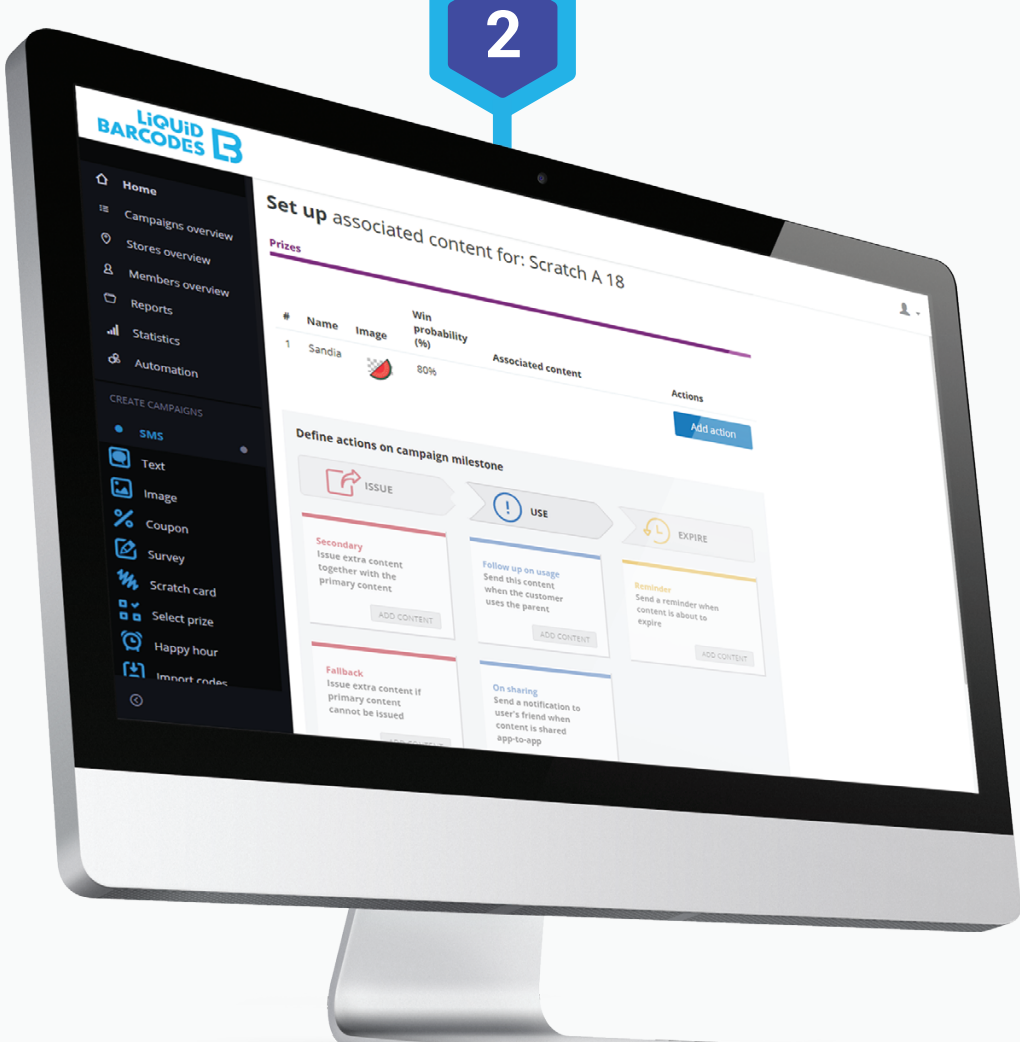 2
LiQUiD
BARCODES
Home
Campaigns overview
Stores overview
Members overview
Reports
Statistics
Automation
CREATE CAMPAIGNS
SMS
Text
Image
Coupon
Survey
Scratch card
Select prize
Happy hour
Import codes
Set up associated content for: Scratch A 18
Prizes
# Name Image Win probability (%) Associated content Actions
1 Sandia 80% Add action
Define actions on campaign milestone
ISSUE
USE
EXPIRE
Secondary
Issue extra content
together with the
primary content
ADD CONTENT
Follow up on usage
Send this content
when the customer
uses the parent
ADD CONTENT
Reminder
Send a reminder when
content is about to
expire
ADD CONTENT
Fallback
Issue extra content if
primary content
cannot be issued
ADD CONTENT
On sharing
Send a notification to
user's friend when
content is shared
app-to-app